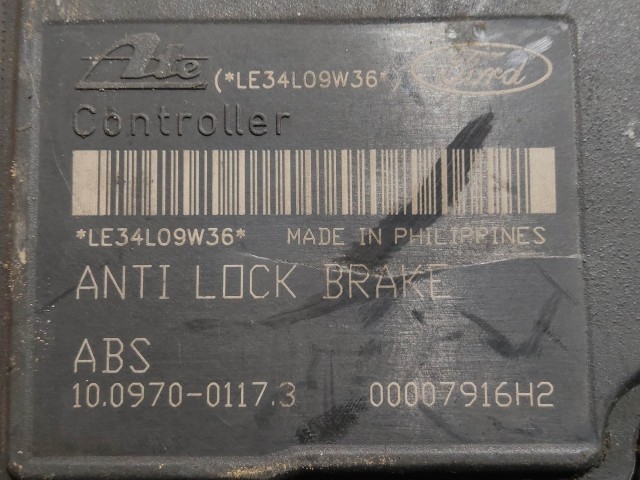 Ate (*LE34L09W36*) Ford
Controller
*LE34L09W36* MADE IN PHILIPPINES
ANTI LOCK BRAKE
ABS
10.0970-0117.3 00007916H2